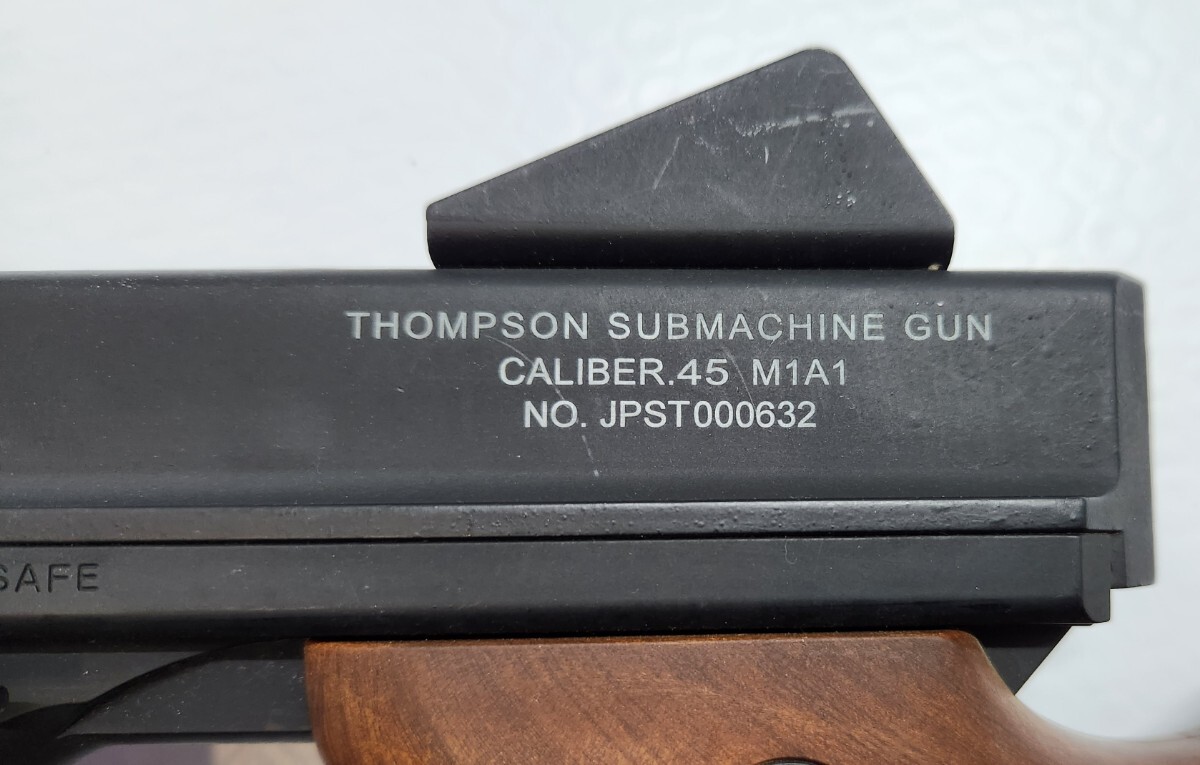 THOMPSON SUBMACHINE GUN
CALIBER.45 M1A1
NO. JPST000632
SAFE